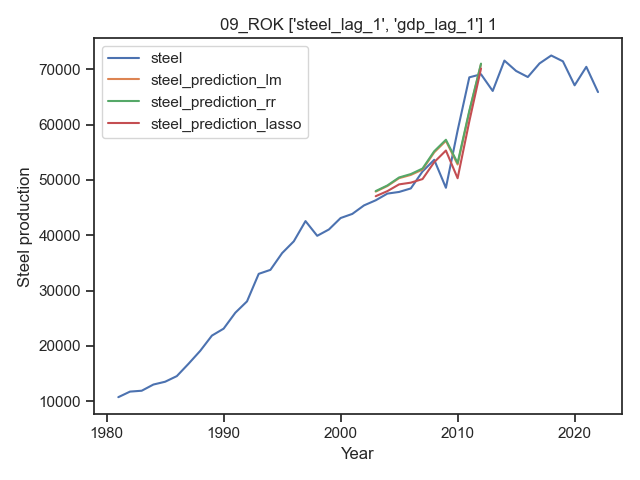 09_ROK ['steel_lag_1', 'gdp_lag_1'] 1
steel
steel_prediction_lm
steel_prediction_rr
steel_prediction_lasso
70000
60000
50000
40000
30000
20000
10000
Steel production
1980 1990 2000 2010 2020
Year